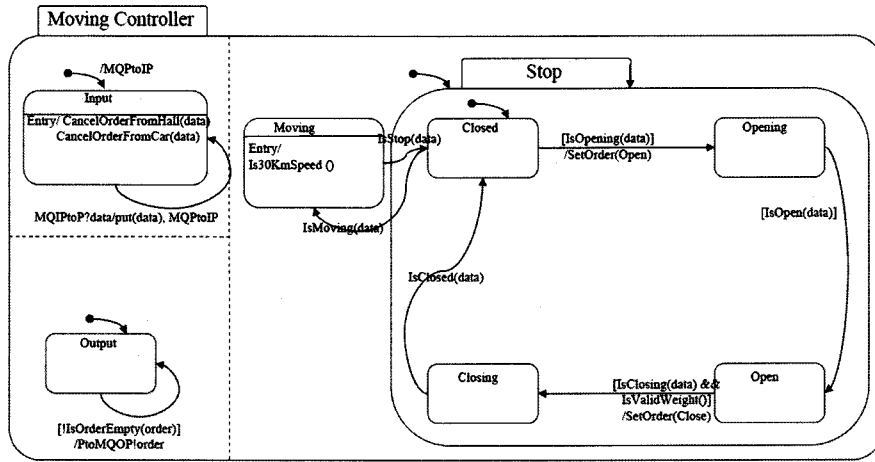 Moving Controller
/MQPtoIP
Input
Entry/ CancelOrderFromHall(data)
CancelOrderFromCar(data)
MQIPtoP?data/put(data), MQPtoIP
Output
[!IsOrderEmpty(order)]
/PtoMQOP!order
Moving
Entry/
Is30KmSpeed ()
IsStop(data)
IsMoving(data)
Stop
Closed
[IsOpening(data)]
/SetOrder(Open)
Opening
[IsOpen(data)]
IsClosed(data)
Closing
[IsClosing(data) &&
IsValidWeight()]
/SetOrder(Close)
Open